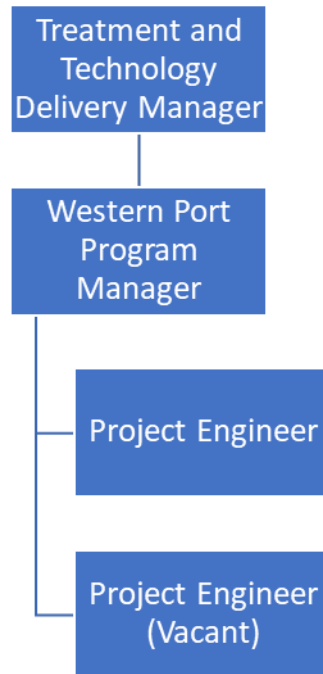 Treatment and
Technology
Delivery Manager
Western Port
Program
Manager
Project Engineer
Project Engineer
(Vacant)